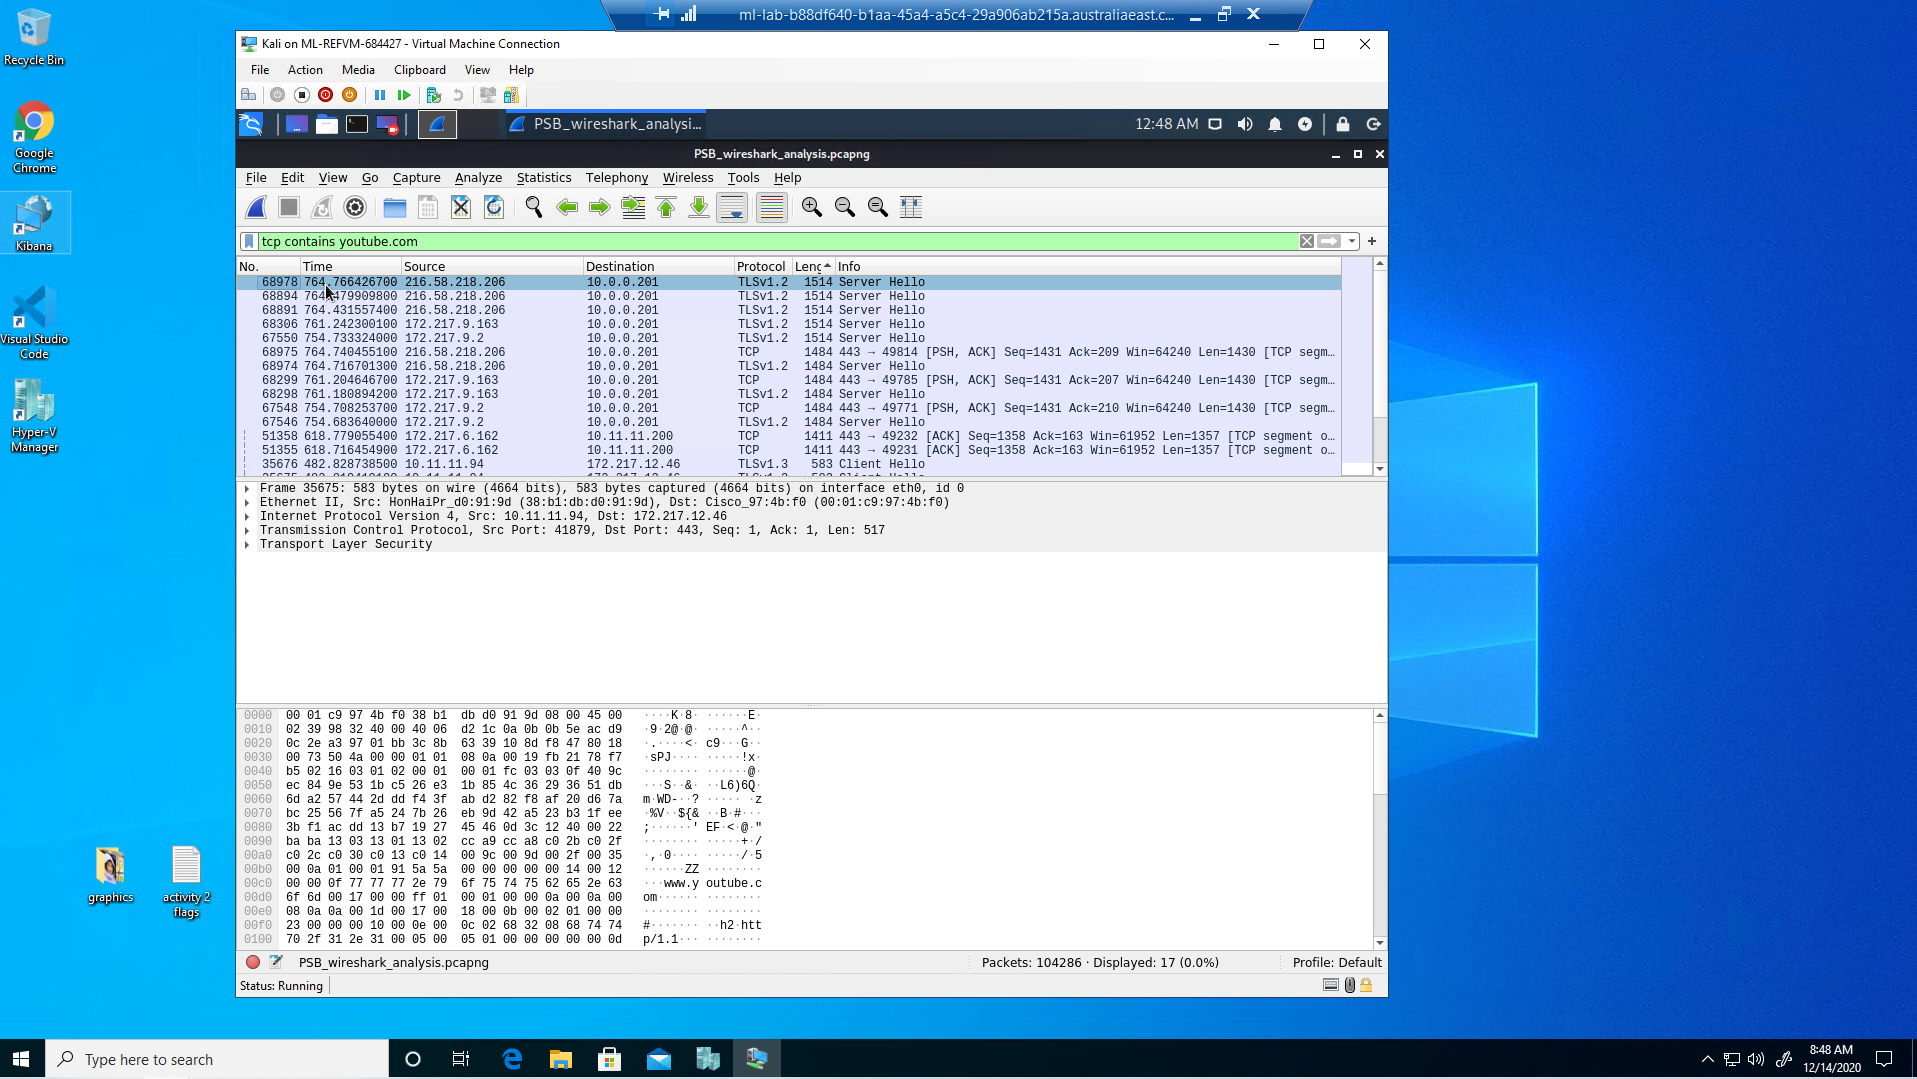 ml-lab-b88df640-b1aa-45a4-a5c4-29a906ab215a.australiaeast.c...
Recycle Bin
Google Chrome
Kibana
Visual Studio Code
Hyper-V Manager
graphics
activity 2 flags
Kali on ML-REFVM-684427 - Virtual Machine Connection
File Action Media Clipboard View Help
PSB_wireshark_analysi... 12:48 AM
PSB_wireshark_analysis.pcapng
File Edit View Go Capture Analyze Statistics Telephony Wireless Tools Help
tcp contains youtube.com
No. Time Source Destination Protocol Leng Info
68978 764.766426700 216.58.218.206 10.0.0.201 TLSv1.2 1514 Server Hello
68894 764.479909800 216.58.218.206 10.0.0.201 TLSv1.2 1514 Server Hello
68891 764.431557400 216.58.218.206 10.0.0.201 TLSv1.2 1514 Server Hello
68306 761.242300100 172.217.9.163 10.0.0.201 TLSv1.2 1514 Server Hello
67550 754.733324000 172.217.9.2 10.0.0.201 TLSv1.2 1514 Server Hello
68975 764.740455100 216.58.218.206 10.0.0.201 TCP 1484 443 → 49814 [PSH, ACK] Seq=1431 Ack=209 Win=64240 Len=1430 [TCP segm…
68974 764.716701300 216.58.218.206 10.0.0.201 TLSv1.2 1484 Server Hello
68299 761.204646700 172.217.9.163 10.0.0.201 TCP 1484 443 → 49785 [PSH, ACK] Seq=1431 Ack=207 Win=64240 Len=1430 [TCP segm…
68298 761.180894200 172.217.9.163 10.0.0.201 TLSv1.2 1484 Server Hello
67548 754.708253700 172.217.9.2 10.0.0.201 TCP 1484 443 → 49771 [PSH, ACK] Seq=1431 Ack=210 Win=64240 Len=1430 [TCP segm…
67546 754.683640000 172.217.9.2 10.0.0.201 TLSv1.2 1484 Server Hello
51358 618.779055400 172.217.6.162 10.11.11.200 TCP 1411 443 → 49232 [ACK] Seq=1358 Ack=163 Win=61952 Len=1357 [TCP segment o…
51355 618.716454900 172.217.6.162 10.11.11.200 TCP 1411 443 → 49231 [ACK] Seq=1358 Ack=163 Win=61952 Len=1357 [TCP segment o…
35676 482.828738500 10.11.11.94 172.217.12.46 TLSv1.3 583 Client Hello
Frame 35675: 583 bytes on wire (4664 bits), 583 bytes captured (4664 bits) on interface eth0, id 0
Ethernet II, Src: HonHaiPr_d0:91:9d (38:b1:db:d0:91:9d), Dst: Cisco_97:4b:f0 (00:01:c9:97:4b:f0)
Internet Protocol Version 4, Src: 10.11.11.94, Dst: 172.217.12.46
Transmission Control Protocol, Src Port: 41879, Dst Port: 443, Seq: 1, Ack: 1, Len: 517
Transport Layer Security
0000 00 01 c9 97 4b f0 38 b1 db d0 91 9d 08 00 45 00 ····K·8· ······E·
0010 02 39 98 32 40 00 40 06 d2 1c 0a 0b 0b 5e ac d9 ·9·2@·@· ·····^··
0020 0c 2e a3 97 01 bb 3c 8b 63 39 10 8d f8 47 80 18 ·.····<· c9···G··
0030 00 73 50 4a 00 00 01 01 08 0a 00 19 fb 21 78 f7 ·sPJ···· ·····!x·
0040 b5 02 16 03 01 02 00 01 00 01 fc 03 03 0f 40 9c ········ ······@·
0050 ec 84 9e 53 1b c5 26 e3 1b 85 4c 36 29 36 51 db ···S··&· ··L6)6Q·
0060 6d a2 57 44 2d dd f4 3f ab d2 82 f8 af 20 d6 7a m·WD-··? ····· ·z
0070 bc 25 56 7f a5 24 7b 26 eb 9d 42 a5 23 b3 1f ee ·%V··${& ··B·#···
0080 3b f1 ac dd 13 b7 19 27 45 46 0d 3c 12 40 00 22 ;······' EF·<·@·"
0090 ba ba 13 03 13 01 13 02 cc a9 cc a8 c0 2b c0 2f ········ ·····+·/
00a0 c0 2c c0 30 c0 13 c0 14 00 9c 00 9d 00 2f 00 35 ·,·0···· ·····/·5
00b0 00 0a 01 00 01 91 5a 5a 00 00 00 00 00 14 00 12 ······ZZ ········
00c0 00 00 0f 77 77 77 2e 79 6f 75 74 75 62 65 2e 63 ···www.y outube.c
00d0 6f 6d 00 17 00 00 ff 01 00 01 00 00 0a 00 0a 00 om······ ········
00e0 08 0a 0a 00 1d 00 17 00 18 00 0b 00 02 01 00 00 ········ ········
00f0 23 00 00 00 10 00 0e 00 0c 02 68 32 08 68 74 74 #······· ··h2·htt
0100 70 2f 31 2e 31 00 05 00 05 01 00 00 00 00 00 0d p/1.1··· ········
PSB_wireshark_analysis.pcapng Packets: 104286 · Displayed: 17 (0.0%) Profile: Default
Status: Running
Type here to search
8:48 AM
12/14/2020